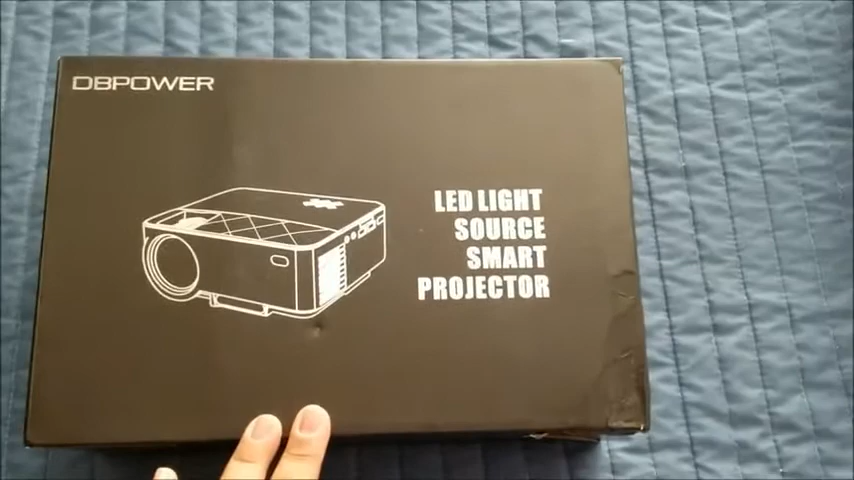 DBPOWER
LED LIGHT
SOURCE
SMART
PROJECTOR